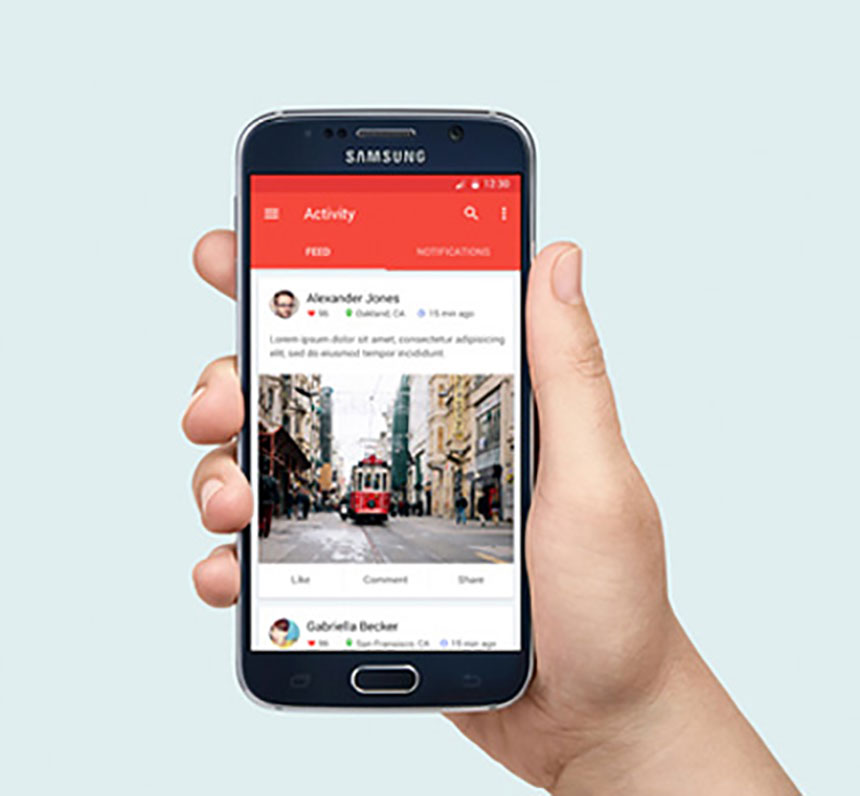 SAMSUNG
12:30
Activity
FEED NOTIFICATIONS
Alexander Jones
96 Oakland, CA 15 min ago
Lorem ipsum dolor sit amet, consectetur adipisicing
elit, sed do eiusmod tempor incididunt.
Like Comment Share
Gabriella Becker
96 San Francisco, CA 15 min ago